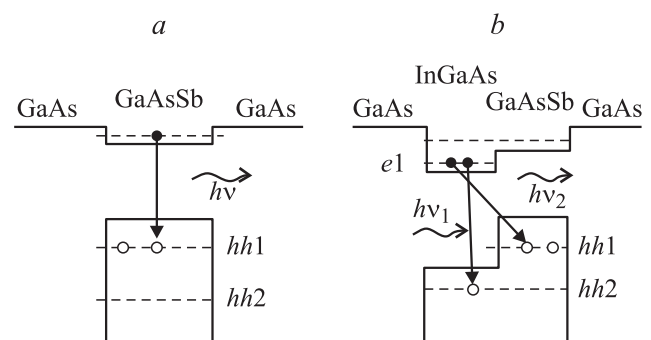 a
GaAs
GaAsSb
GaAs
hν
hh1
hh2
b
InGaAs
GaAs
GaAsSb
GaAs
e1
hν₂
hν₁
hh1
hh2